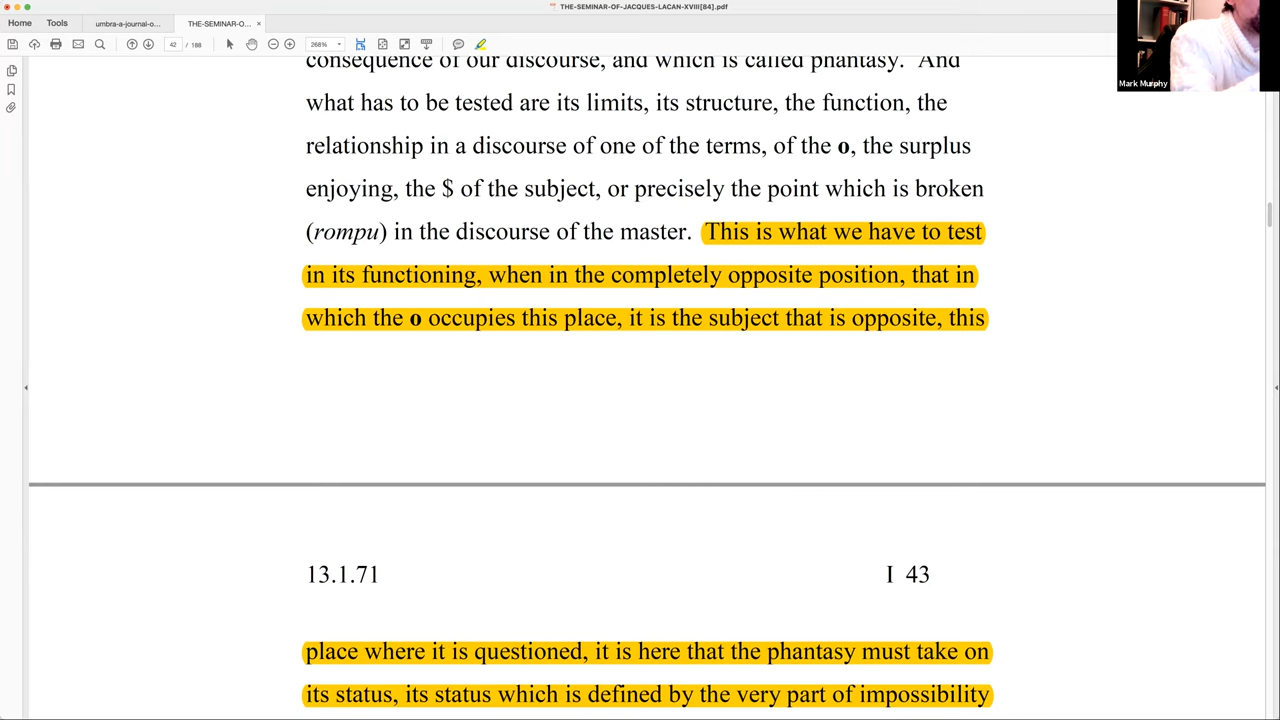 THE-SEMINAR-OF-JACQUES-LACAN-XVIII[84].pdf
Home Tools umbra-a-journal-o... THE-SEMINAR-O... ×
42 / 188 268%
Mark Murphy
consequence of our discourse, and which is called phantasy. And
what has to be tested are its limits, its structure, the function, the
relationship in a discourse of one of the terms, of the o, the surplus
enjoying, the $ of the subject, or precisely the point which is broken
(rompu) in the discourse of the master. This is what we have to test
in its functioning, when in the completely opposite position, that in
which the o occupies this place, it is the subject that is opposite, this
13.1.71 I 43
place where it is questioned, it is here that the phantasy must take on
its status, its status which is defined by the very part of impossibility